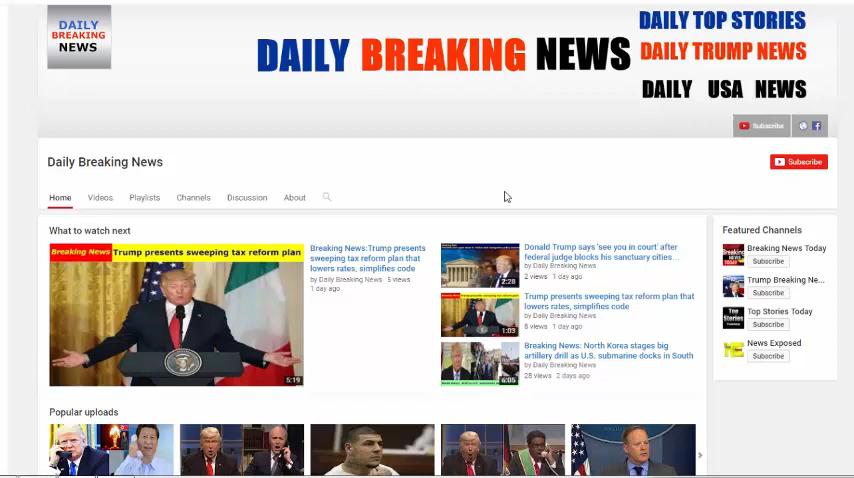 DAILY
BREAKING
NEWS
DAILY BREAKING NEWS
DAILY TOP STORIES
DAILY TRUMP NEWS
DAILY USA NEWS
Subscribe
Daily Breaking News
Subscribe
Home Videos Playlists Channels Discussion About
What to watch next
Breaking News Trump presents sweeping tax reform plan
5:19
Breaking News:Trump presents
sweeping tax reform plan that
lowers rates, simplifies code
by Daily Breaking News 5 views
1 day ago
2:28
Donald Trump says 'see you in court' after
federal judge blocks his sanctuary cities...
by Daily Breaking News
2 views 1 day ago
1:03
Trump presents sweeping tax reform plan that
lowers rates, simplifies code
by Daily Breaking News
8 views 1 day ago
6:05
Breaking News: North Korea stages big
artillery drill as U.S. submarine docks in South
by Daily Breaking News
28 views 2 days ago
Featured Channels
Breaking News Today
Subscribe
Trump Breaking Ne...
Subscribe
Top Stories Today
Subscribe
News Exposed
Subscribe
Popular uploads